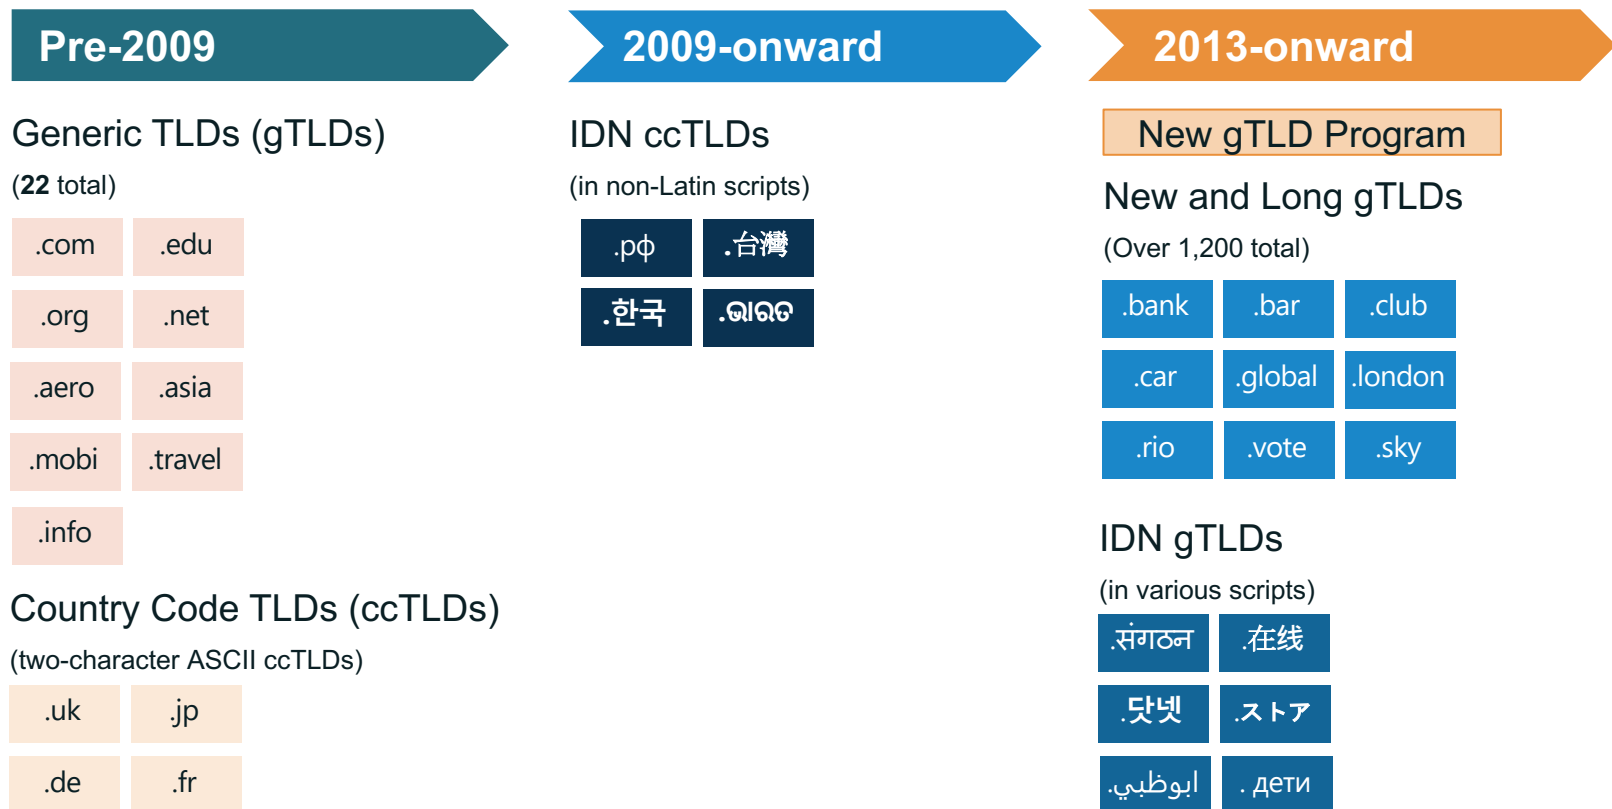 Pre-2009
Generic TLDs (gTLDs)
(22 total)
.com .edu
.org .net
.aero .asia
.mobi .travel
.info
Country Code TLDs (ccTLDs)
(two-character ASCII ccTLDs)
.uk .jp
.de .fr
2009-onward
IDN ccTLDs
(in non-Latin scripts)
.рф .台灣
.한국 .ଭାରତ
2013-onward
New gTLD Program
New and Long gTLDs
(Over 1,200 total)
.bank .bar .club
.car .global .london
.rio .vote .sky
IDN gTLDs
(in various scripts)
.संगठन .在线
.닷넷 .ストア
.ابوظبي . дети